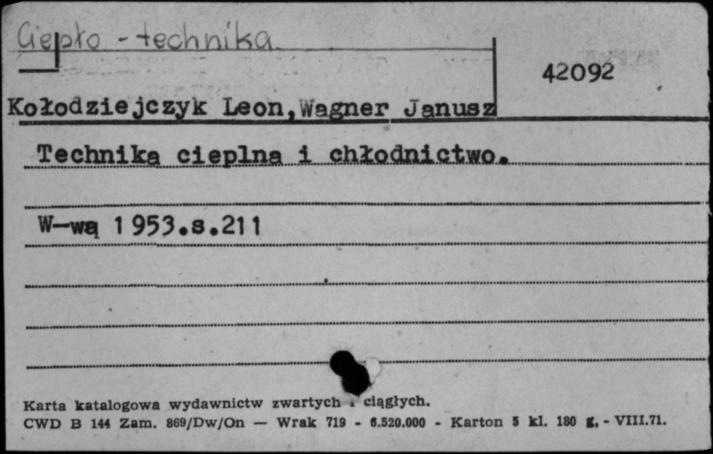 Ciepło - technika
42092
Kołodziejczyk Leon, Wagner Janusz
Technika cieplna i chłodnictwo.
W-wa 1953.s.211
Karta katalogowa wydawnictw zwartych i ciągłych.
CWD B 144 Zam. 869/Dw/On — Wrak 719 - 6.520.000 - Karton 5 kl. 180 g. - VIII.71.